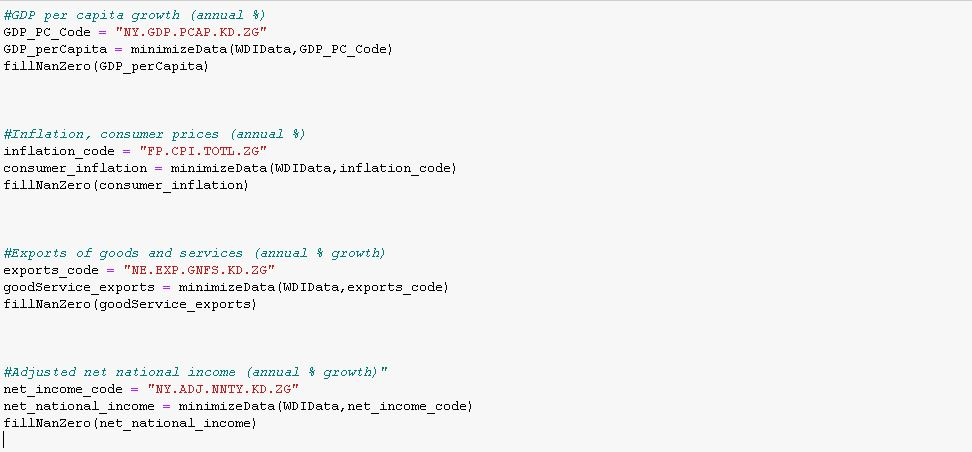 #GDP per capita growth (annual %)
GDP_PC_Code = "NY.GDP.PCAP.KD.ZG"
GDP_perCapita = minimizeData(WDIData,GDP_PC_Code)
fillNanZero(GDP_perCapita)
#Inflation, consumer prices (annual %)
inflation_code = "FP.CPI.TOTL.ZG"
consumer_inflation = minimizeData(WDIData,inflation_code)
fillNanZero(consumer_inflation)
#Exports of goods and services (annual % growth)
exports_code = "NE.EXP.GNFS.KD.ZG"
goodService_exports = minimizeData(WDIData,exports_code)
fillNanZero(goodService_exports)
#Adjusted net national income (annual % growth)"
net_income_code = "NY.ADJ.NNTY.KD.ZG"
net_national_income = minimizeData(WDIData,net_income_code)
fillNanZero(net_national_income)